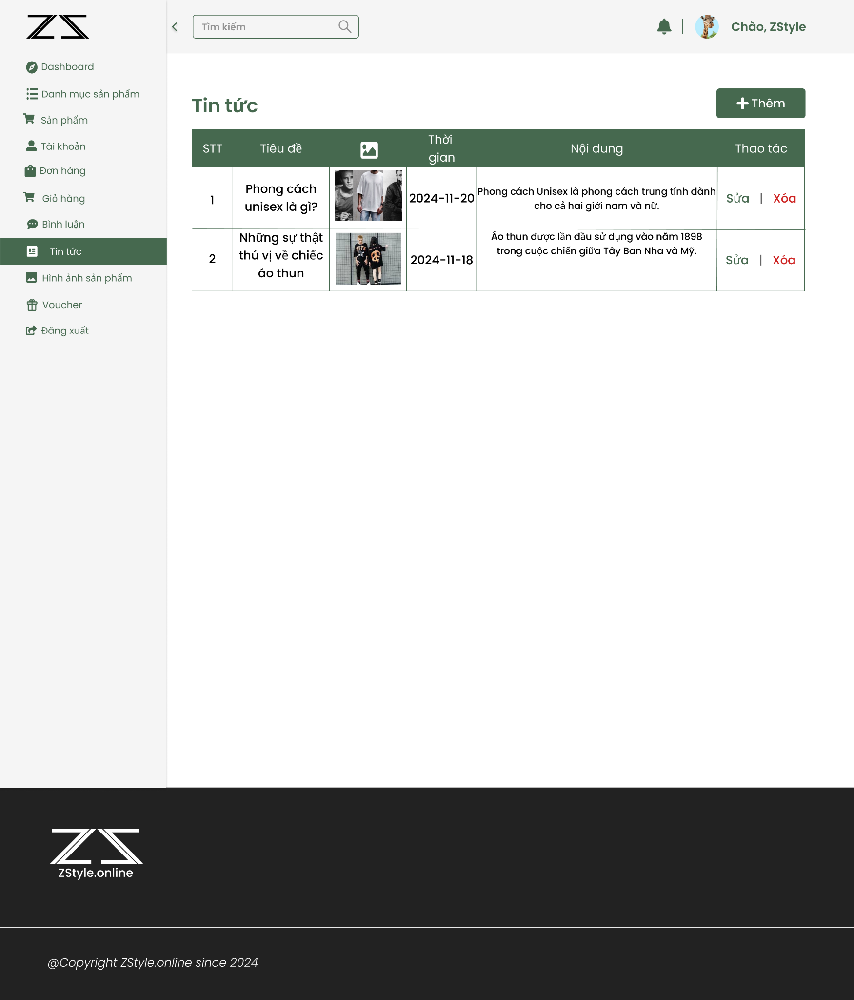 ZS
Tìm kiếm
Chào, ZStyle
Dashboard
Danh mục sản phẩm
Sản phẩm
Tài khoản
Đơn hàng
Giỏ hàng
Bình luận
Tin tức
Hình ảnh sản phẩm
Voucher
Đăng xuất
Tin tức
Thêm
STT
Tiêu đề
Thời
gian
Nội dung
Thao tác
1
Phong cách
unisex là gì?
2024-11-20
Phong cách Unisex là phong cách trung tính dành
cho cả hai giới nam và nữ.
Sửa | Xóa
2
Những sự thật
thú vị về chiếc
áo thun
2024-11-18
Áo thun được lần đầu sử dụng vào năm 1898
trong cuộc chiến giữa Tây Ban Nha và Mỹ.
Sửa | Xóa
ZS
ZStyle.online
@Copyright ZStyle.online since 2024